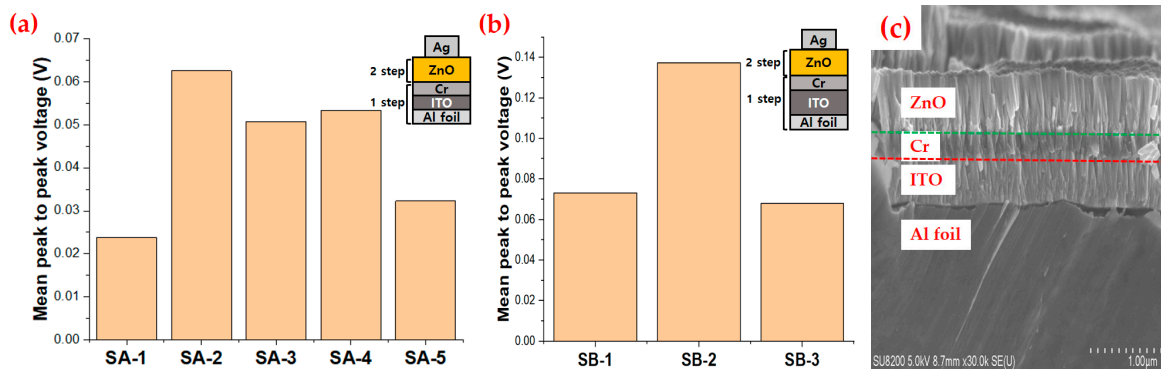 (a)
Mean peak to peak voltage (V)
0.07
0.06
0.05
0.04
0.03
0.02
0.01
0.00
SA-1 SA-2 SA-3 SA-4 SA-5
Ag
2 step ZnO
Cr
1 step ITO
Al foil
(b)
Mean peak to peak voltage (V)
0.14
0.12
0.10
0.08
0.06
0.04
0.02
0.00
SB-1 SB-2 SB-3
Ag
2 step ZnO
Cr
1 step ITO
Al foil
(c)
ZnO
Cr
ITO
Al foil
SU8200 5.0kV 8.7mm x30.0k SE(U) 1.00μm